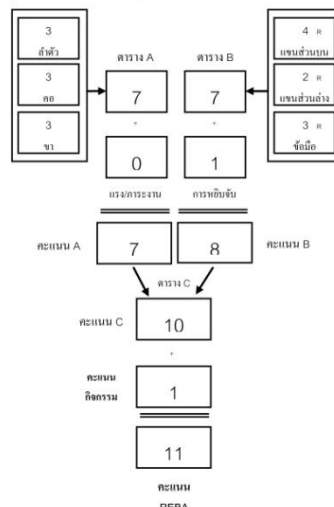 3
ลำตัว
3
คอ
3
ขา
ตาราง A
ตาราง B
7
7
+
+
0
1
แรง/ภาระงาน
การหยิบจับ
4 R
แขนส่วนบน
2 R
แขนส่วนล่าง
3 R
ข้อมือ
คะแนน A
7
8
คะแนน B
ตาราง C
คะแนน C
10
+
คะแนน
กิจกรรม
1
11
คะแนน
REBA